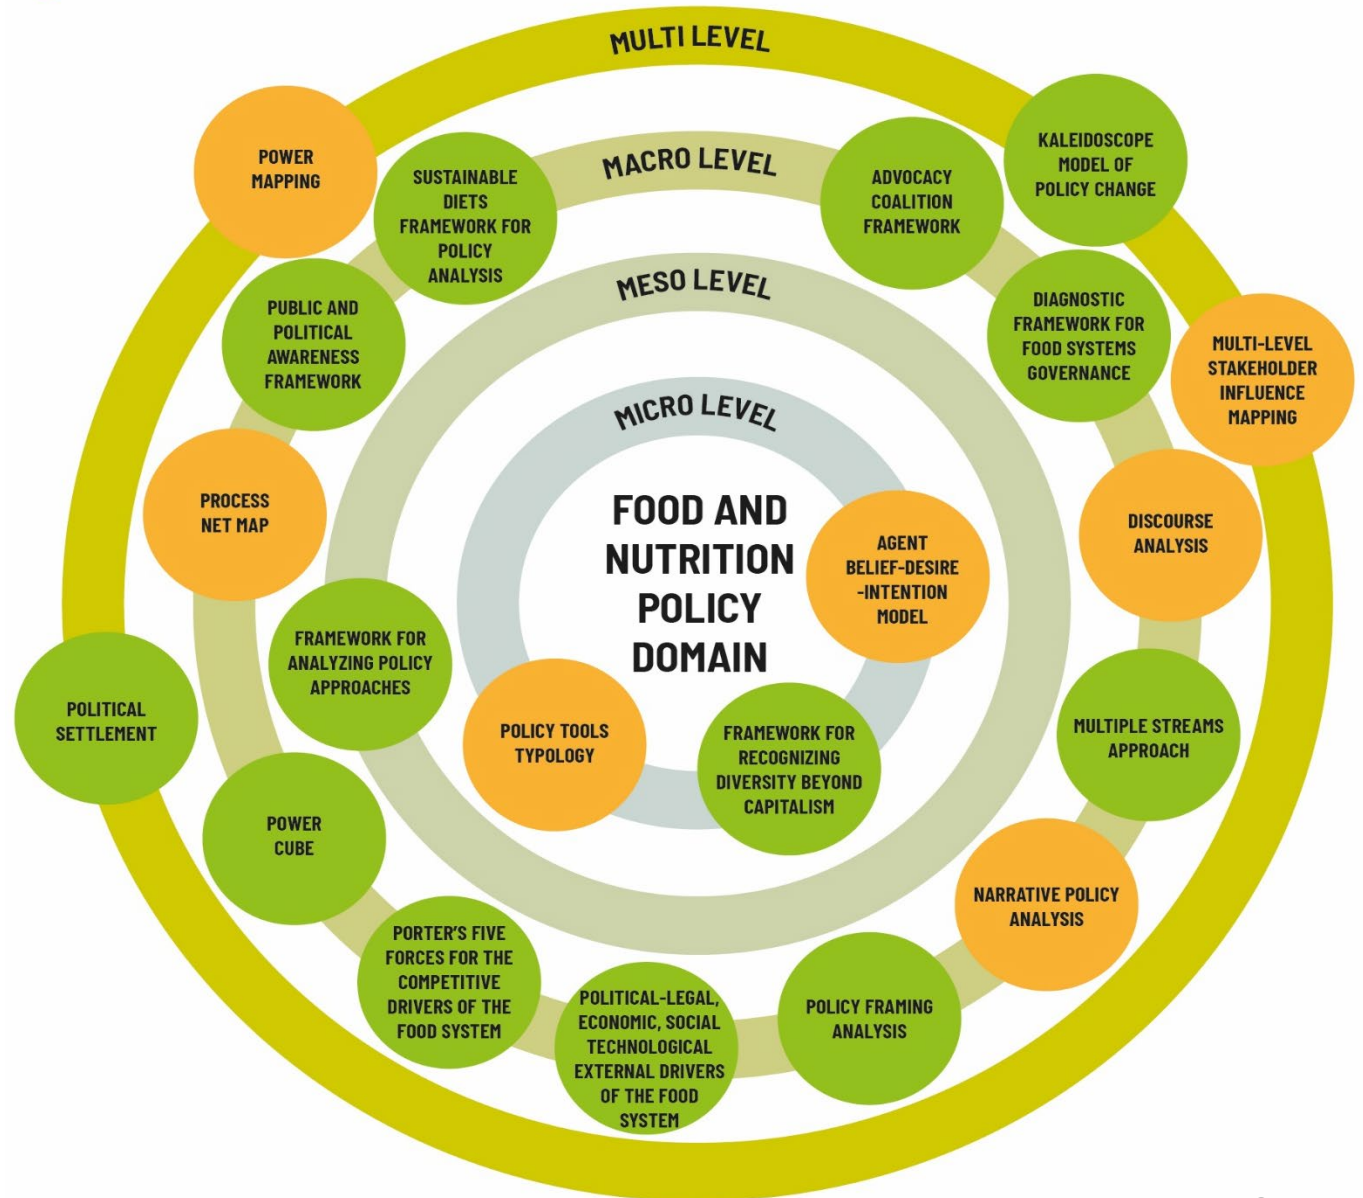 MULTI LEVEL
POWER
MAPPING
KALEIDOSCOPE
MODEL OF
POLICY CHANGE
MACRO LEVEL
SUSTAINABLE
DIETS
FRAMEWORK FOR
POLICY
ANALYSIS
ADVOCACY
COALITION
FRAMEWORK
PUBLIC AND
POLITICAL
AWARENESS
FRAMEWORK
MESO LEVEL
DIAGNOSTIC
FRAMEWORK FOR
FOOD SYSTEMS
GOVERNANCE
MULTI-LEVEL
STAKEHOLDER
INFLUENCE
MAPPING
MICRO LEVEL
PROCESS
NET MAP
FOOD AND
NUTRITION
POLICY
DOMAIN
AGENT
BELIEF-DESIRE
-INTENTION
MODEL
DISCOURSE
ANALYSIS
FRAMEWORK FOR
ANALYZING POLICY
APPROACHES
POLITICAL
SETTLEMENT
POLICY TOOLS
TYPOLOGY
FRAMEWORK FOR
RECOGNIZING
DIVERSITY BEYOND
CAPITALISM
MULTIPLE STREAMS
APPROACH
POWER
CUBE
NARRATIVE POLICY
ANALYSIS
PORTER'S FIVE
FORCES FOR THE
COMPETITIVE
DRIVERS OF THE
FOOD SYSTEM
POLITICAL-LEGAL,
ECONOMIC, SOCIAL
TECHNOLOGICAL
EXTERNAL DRIVERS
OF THE FOOD
SYSTEM
POLICY FRAMING
ANALYSIS